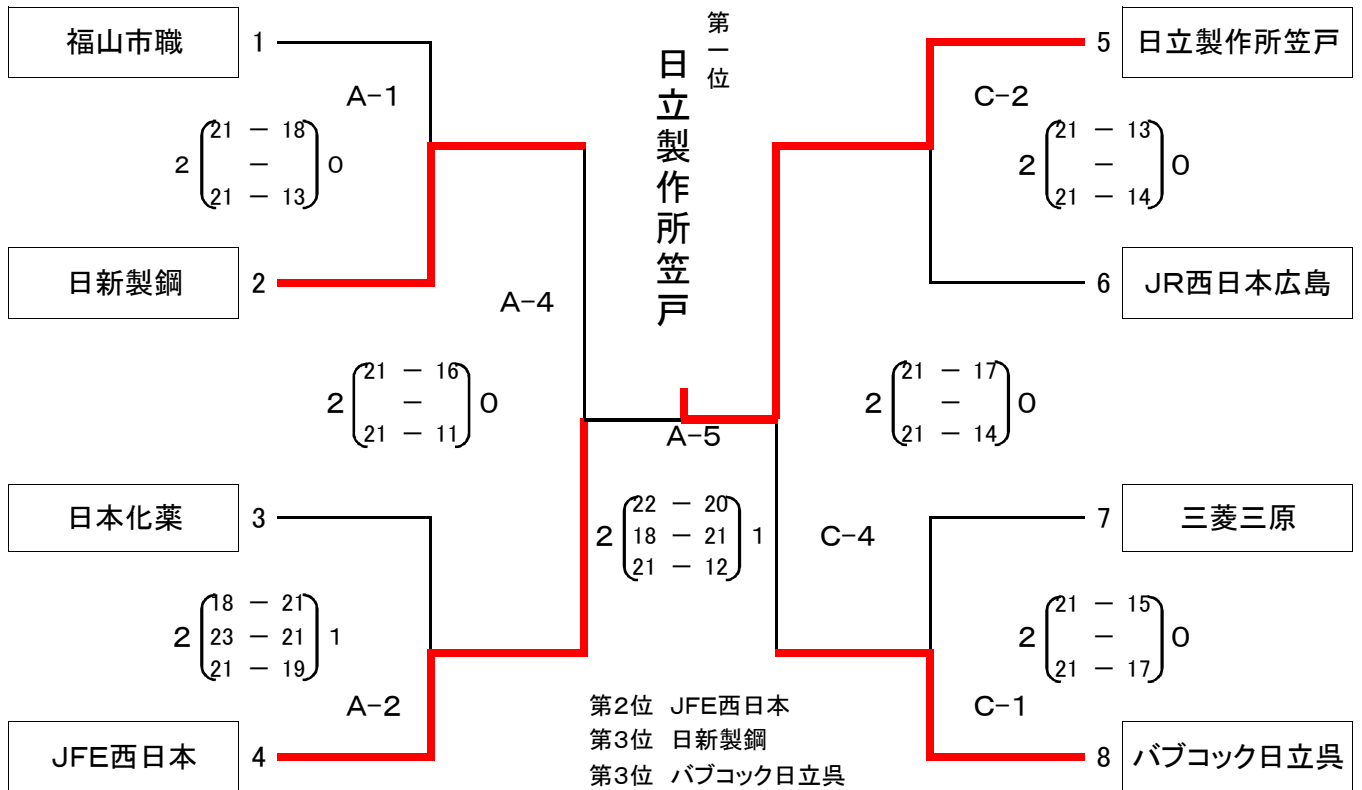 福山市職 1
A-1
2 21 － 18 0
－
21 － 13
日新製鋼 2
A-4
2 21 － 16 0
－
21 － 11
日本化薬 3
2 18 － 21 1
23 － 21
21 － 19
A-2
JFE西日本 4
第一位
日立製作所笠戸
A-5
2 22 － 20 1
18 － 21
21 － 12
第2位 JFE西日本
第3位 日新製鋼
第3位 バブコック日立呉
5 日立製作所笠戸
C-2
2 21 － 13 0
－
21 － 14
6 JR西日本広島
2 21 － 17 0
－
21 － 14
C-4
7 三菱三原
2 21 － 15 0
－
21 － 17
C-1
8 バブコック日立呉